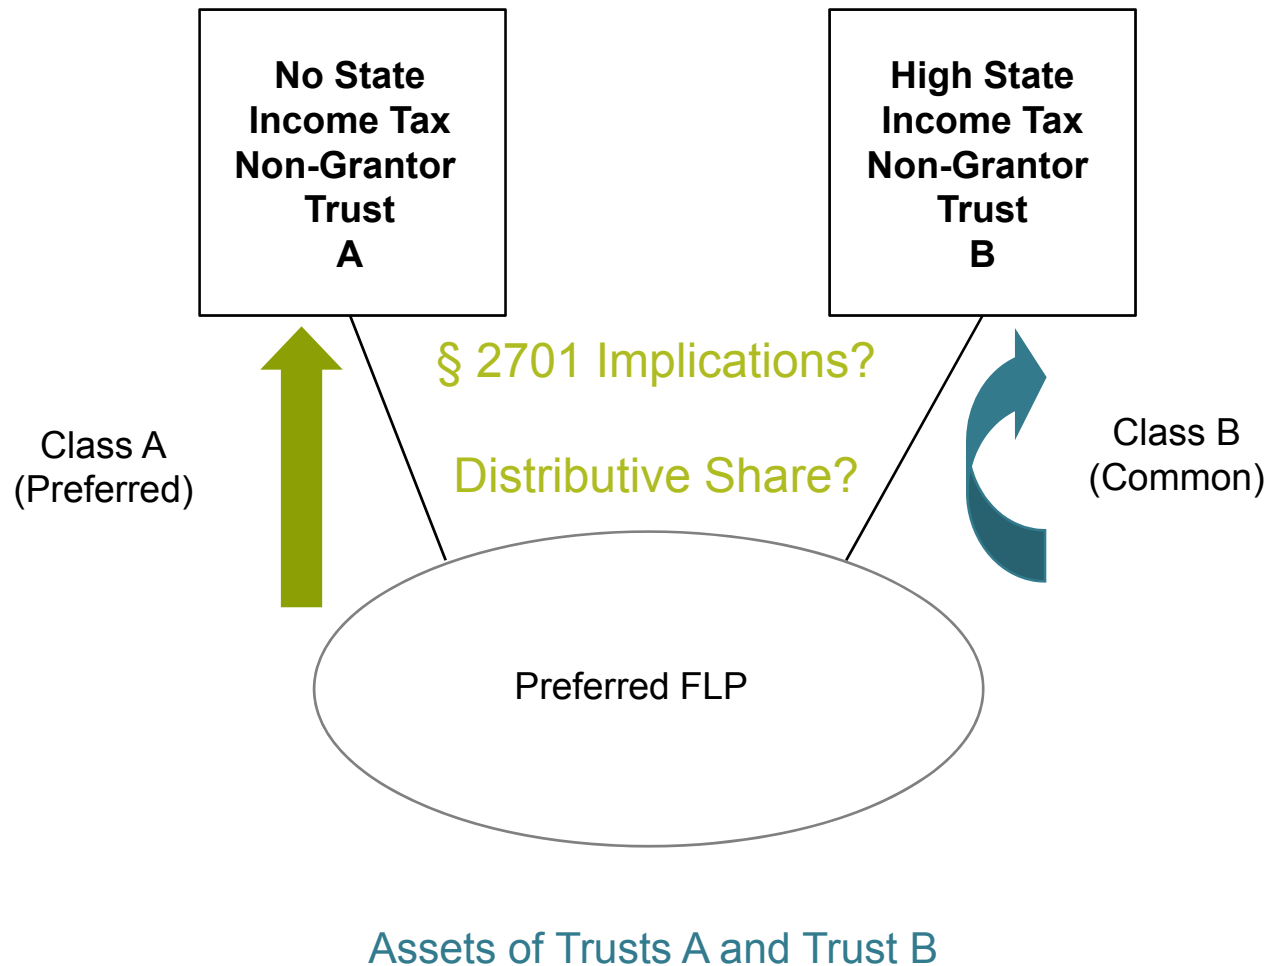 No State
Income Tax
Non-Grantor
Trust
A
High State
Income Tax
Non-Grantor
Trust
B
§ 2701 Implications?
Class A
(Preferred)
Distributive Share?
Class B
(Common)
Preferred FLP
Assets of Trusts A and Trust B